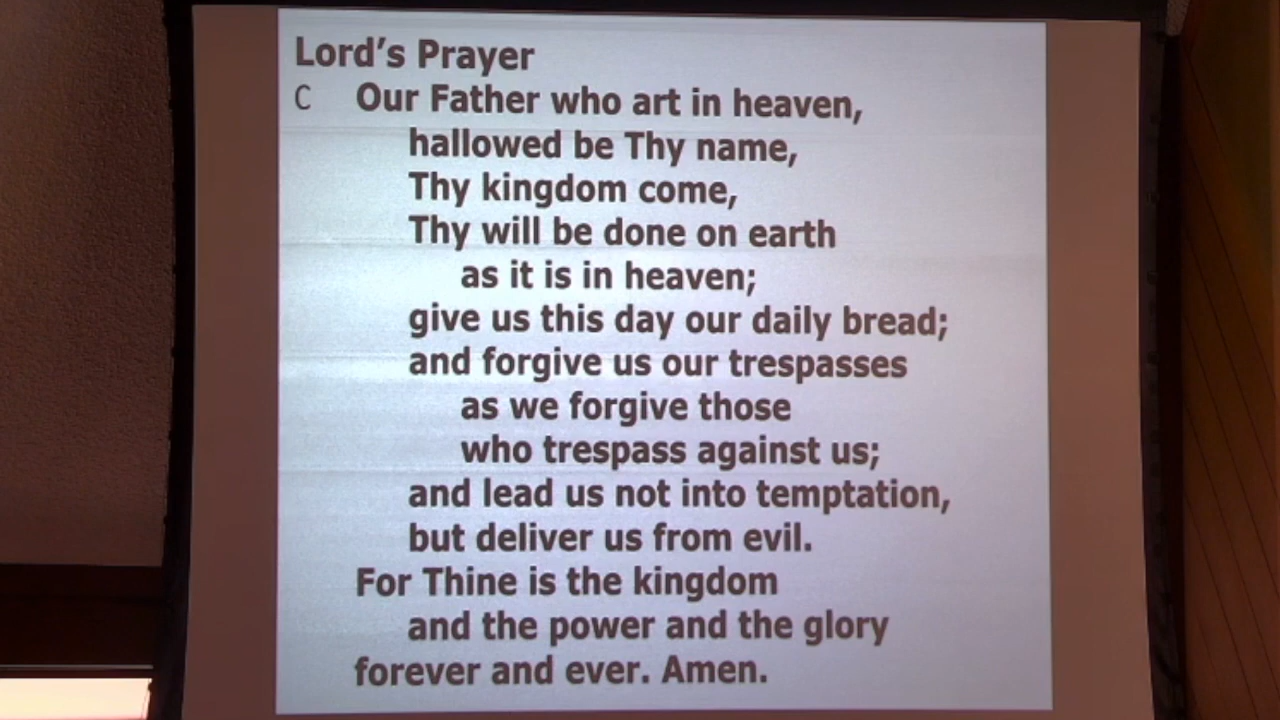 Lord's Prayer
C Our Father who art in heaven,
hallowed be Thy name,
Thy kingdom come,
Thy will be done on earth
as it is in heaven;
give us this day our daily bread;
and forgive us our trespasses
as we forgive those
who trespass against us;
and lead us not into temptation,
but deliver us from evil.
For Thine is the kingdom
and the power and the glory
forever and ever. Amen.